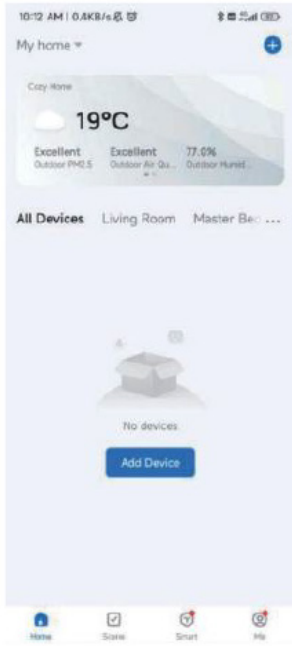 10:12 AM | 0.4KB/s
My home
Cozy Home
19°C
Excellent Excellent 77.0%
Outdoor PM2.5 Outdoor Air Qu... Outdoor Humid...
All Devices Living Room Master Be ...
No devices
Add Device
Home Scene Smart Me